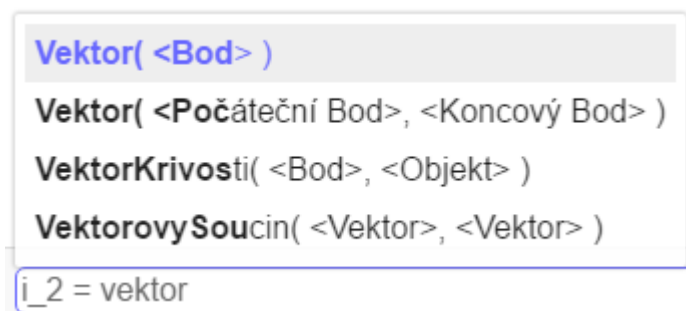 Vektor( <Bod> )
Vektor( <Počáteční Bod>, <Koncový Bod> )
VektorKrivosti( <Bod>, <Objekt> )
VektorovySoucin( <Vektor>, <Vektor> )
i_2 = vektor